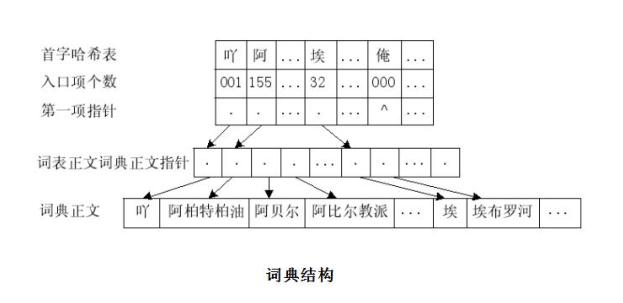 首字哈希表 吖 阿 ... 埃 ... 俺 ...
入口项个数 001 155 ... 32 ... 000 ...
第一项指针 . . ... . ... ^ ...
词表正文词典正文指针 . . . . ... . . ... .
词典正文 吖 阿柏特柏油 阿贝尔 阿比尔教派 ... 埃 埃布罗河 ...
词典结构